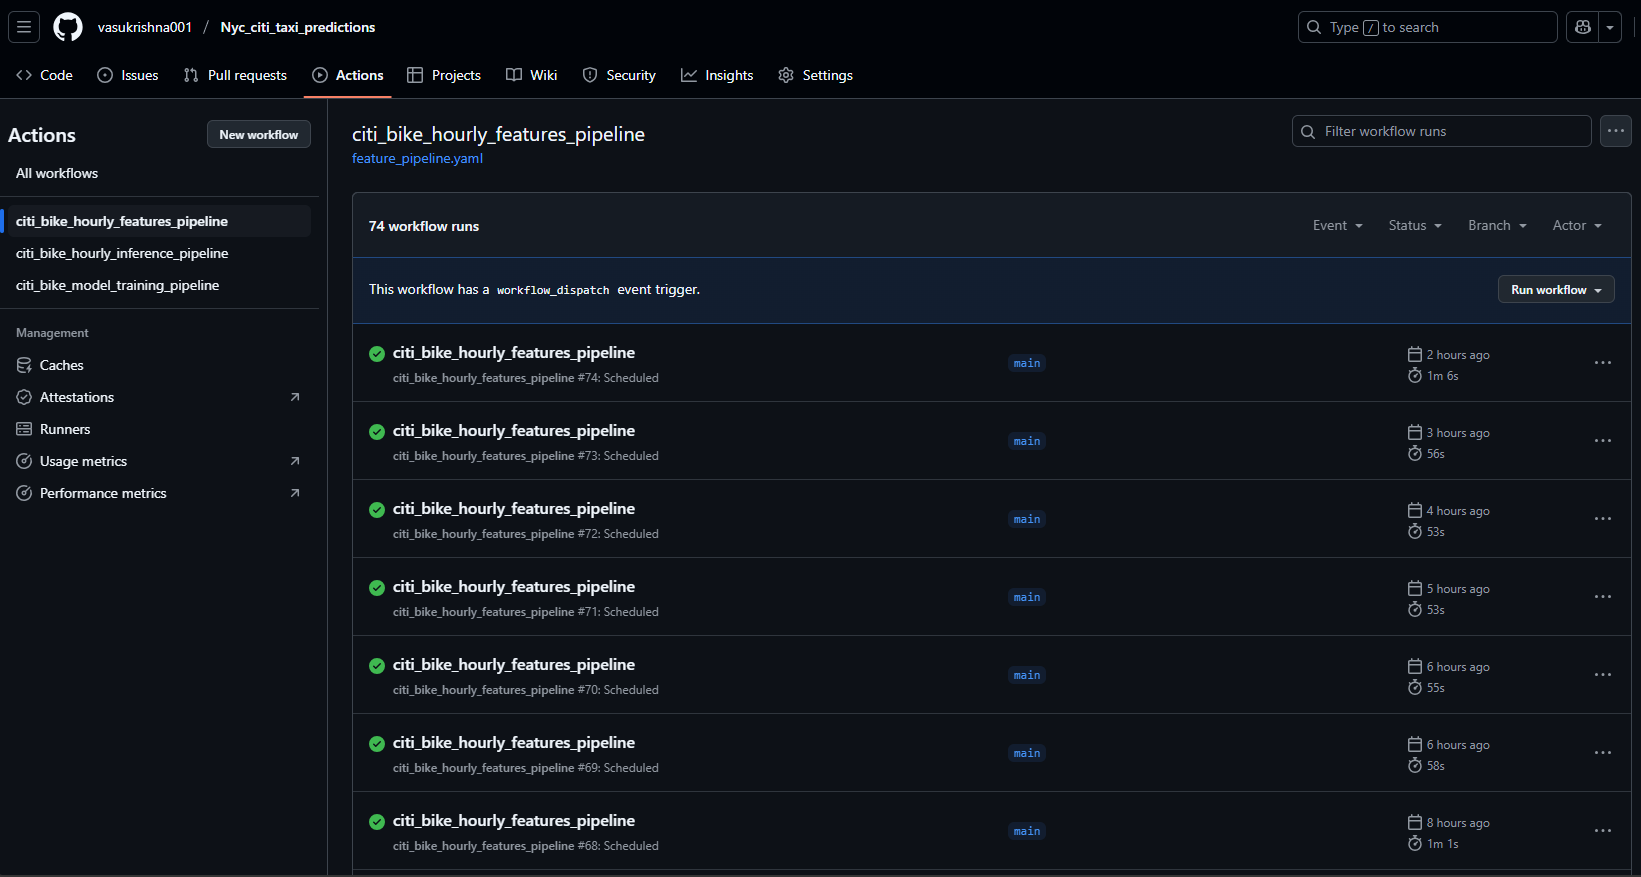 vasukrishna001 / Nyc_citi_taxi_predictions
Type / to search
Code Issues Pull requests Actions Projects Wiki Security Insights Settings
Actions
New workflow
All workflows
citi_bike_hourly_features_pipeline
citi_bike_hourly_inference_pipeline
citi_bike_model_training_pipeline
Management
Caches
Attestations
Runners
Usage metrics
Performance metrics
citi_bike_hourly_features_pipeline
feature_pipeline.yaml
Filter workflow runs
74 workflow runs
Event Status Branch Actor
This workflow has a workflow_dispatch event trigger.
Run workflow
citi_bike_hourly_features_pipeline
citi_bike_hourly_features_pipeline #74: Scheduled
main
2 hours ago
1m 6s
citi_bike_hourly_features_pipeline
citi_bike_hourly_features_pipeline #73: Scheduled
main
3 hours ago
56s
citi_bike_hourly_features_pipeline
citi_bike_hourly_features_pipeline #72: Scheduled
main
4 hours ago
53s
citi_bike_hourly_features_pipeline
citi_bike_hourly_features_pipeline #71: Scheduled
main
5 hours ago
53s
citi_bike_hourly_features_pipeline
citi_bike_hourly_features_pipeline #70: Scheduled
main
6 hours ago
55s
citi_bike_hourly_features_pipeline
citi_bike_hourly_features_pipeline #69: Scheduled
main
6 hours ago
58s
citi_bike_hourly_features_pipeline
citi_bike_hourly_features_pipeline #68: Scheduled
main
8 hours ago
1m 1s